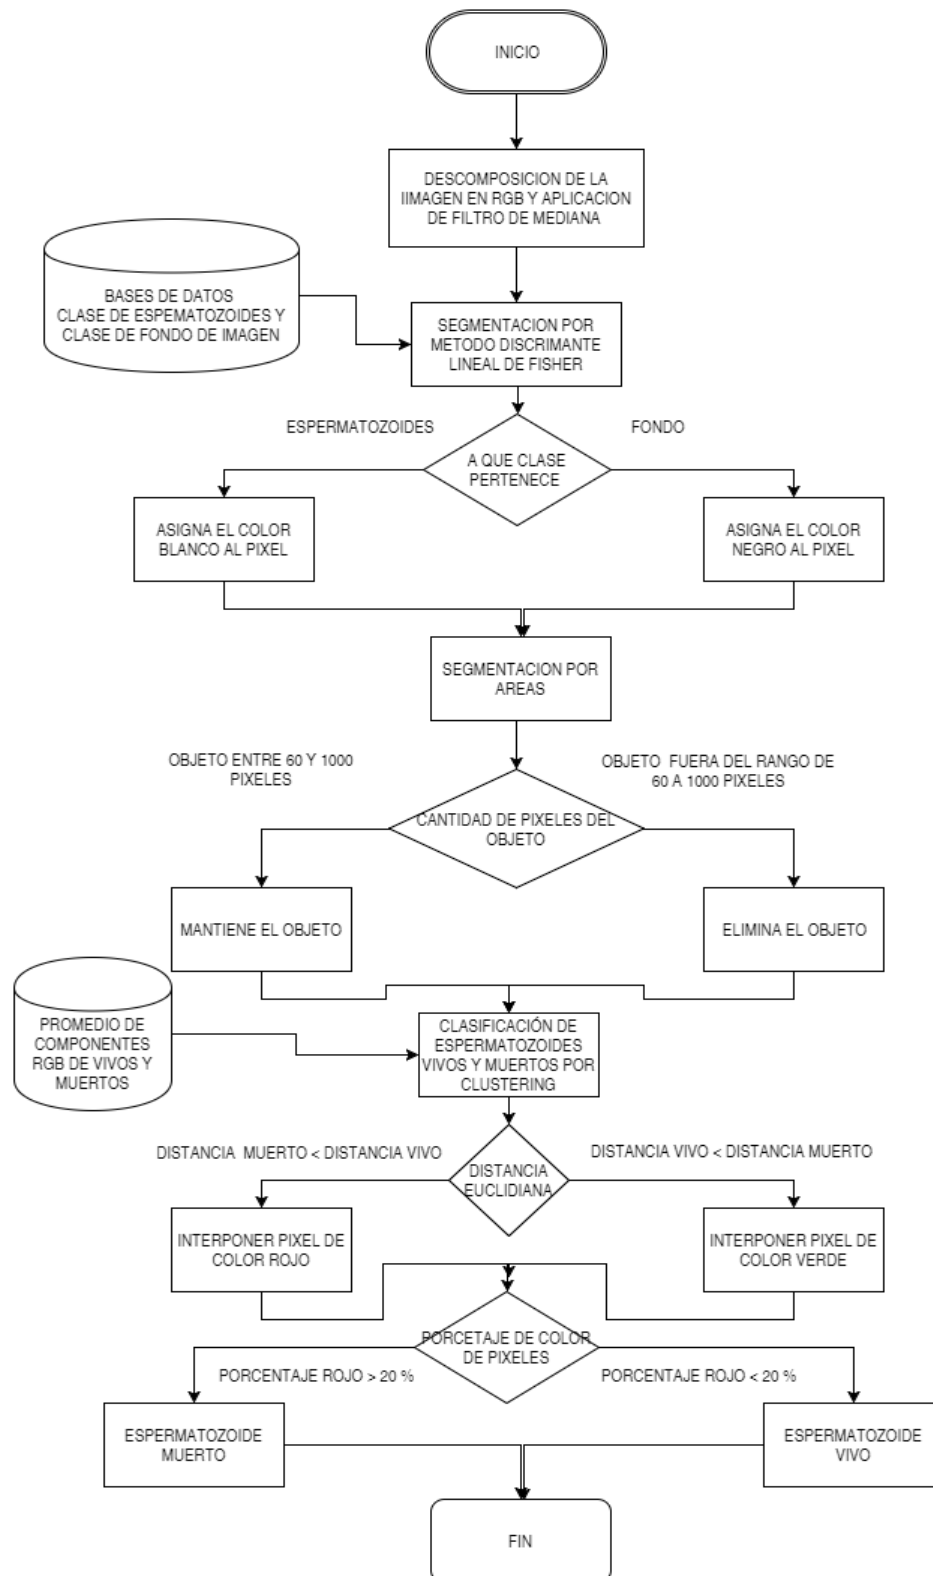 INICIO
DESCOMPOSICION DE LA
IIMAGEN EN RGB Y APLICACION
DE FILTRO DE MEDIANA
BASES DE DATOS
CLASE DE ESPEMATOZOIDES Y
CLASE DE FONDO DE IMAGEN
SEGMENTACION POR
METODO DISCRIMANTE
LINEAL DE FISHER
ESPERMATOZOIDES
FONDO
A QUE CLASE
PERTENECE
ASIGNA EL COLOR
BLANCO AL PIXEL
ASIGNA EL COLOR
NEGRO AL PIXEL
SEGMENTACION POR
AREAS
OBJETO ENTRE 60 Y 1000
PIXELES
OBJETO FUERA DEL RANGO DE
60 A 1000 PIXELES
CANTIDAD DE PIXELES DEL
OBJETO
MANTIENE EL OBJETO
ELIMINA EL OBJETO
PROMEDIO DE
COMPONENTES
RGB DE VIVOS Y
MUERTOS
CLASIFICACIÓN DE
ESPERMATOZOIDES
VIVOS Y MUERTOS POR
CLUSTERING
DISTANCIA MUERTO < DISTANCIA VIVO
DISTANCIA VIVO < DISTANCIA MUERTO
DISTANCIA
EUCLIDIANA
INTERPONER PIXEL DE
COLOR ROJO
INTERPONER PIXEL DE
COLOR VERDE
PORCETAJE DE COLOR
DE PIXELES
PORCENTAJE ROJO > 20 %
PORCENTAJE ROJO < 20 %
ESPERMATOZOIDE
MUERTO
ESPERMATOZOIDE
VIVO
FIN